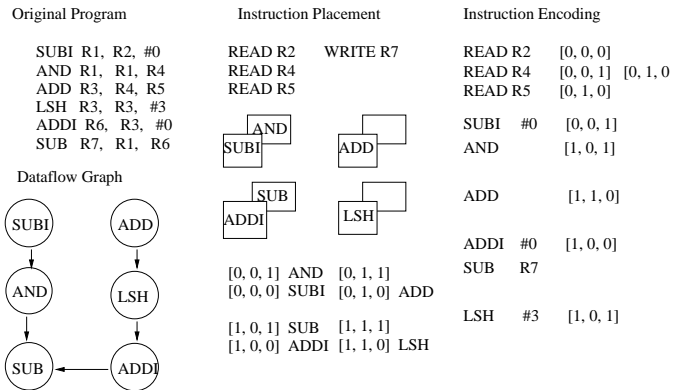 Original Program
SUBI R1, R2, #0
AND R1, R1, R4
ADD R3, R4, R5
LSH R3, R3, #3
ADDI R6, R3, #0
SUB R7, R1, R6
Dataflow Graph
SUBI ADD
AND LSH
SUB ADDI
Instruction Placement
READ R2 WRITE R7
READ R4
READ R5
AND
SUBI ADD
SUB
ADDI LSH
[0, 0, 1] AND [0, 1, 1]
[0, 0, 0] SUBI [0, 1, 0] ADD
[1, 0, 1] SUB [1, 1, 1]
[1, 0, 0] ADDI [1, 1, 0] LSH
Instruction Encoding
READ R2 [0, 0, 0]
READ R4 [0, 0, 1] [0, 1, 0
READ R5 [0, 1, 0]
SUBI #0 [0, 0, 1]
AND [1, 0, 1]
ADD [1, 1, 0]
ADDI #0 [1, 0, 0]
SUB R7
LSH #3 [1, 0, 1]